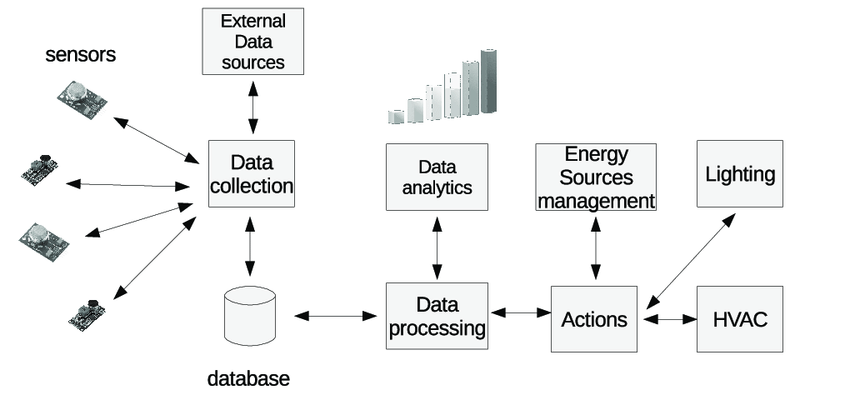 External
Data
sources
sensors
Data
collection
Data
analytics
Energy
Sources
management
Lighting
Data
processing
Actions
HVAC
database